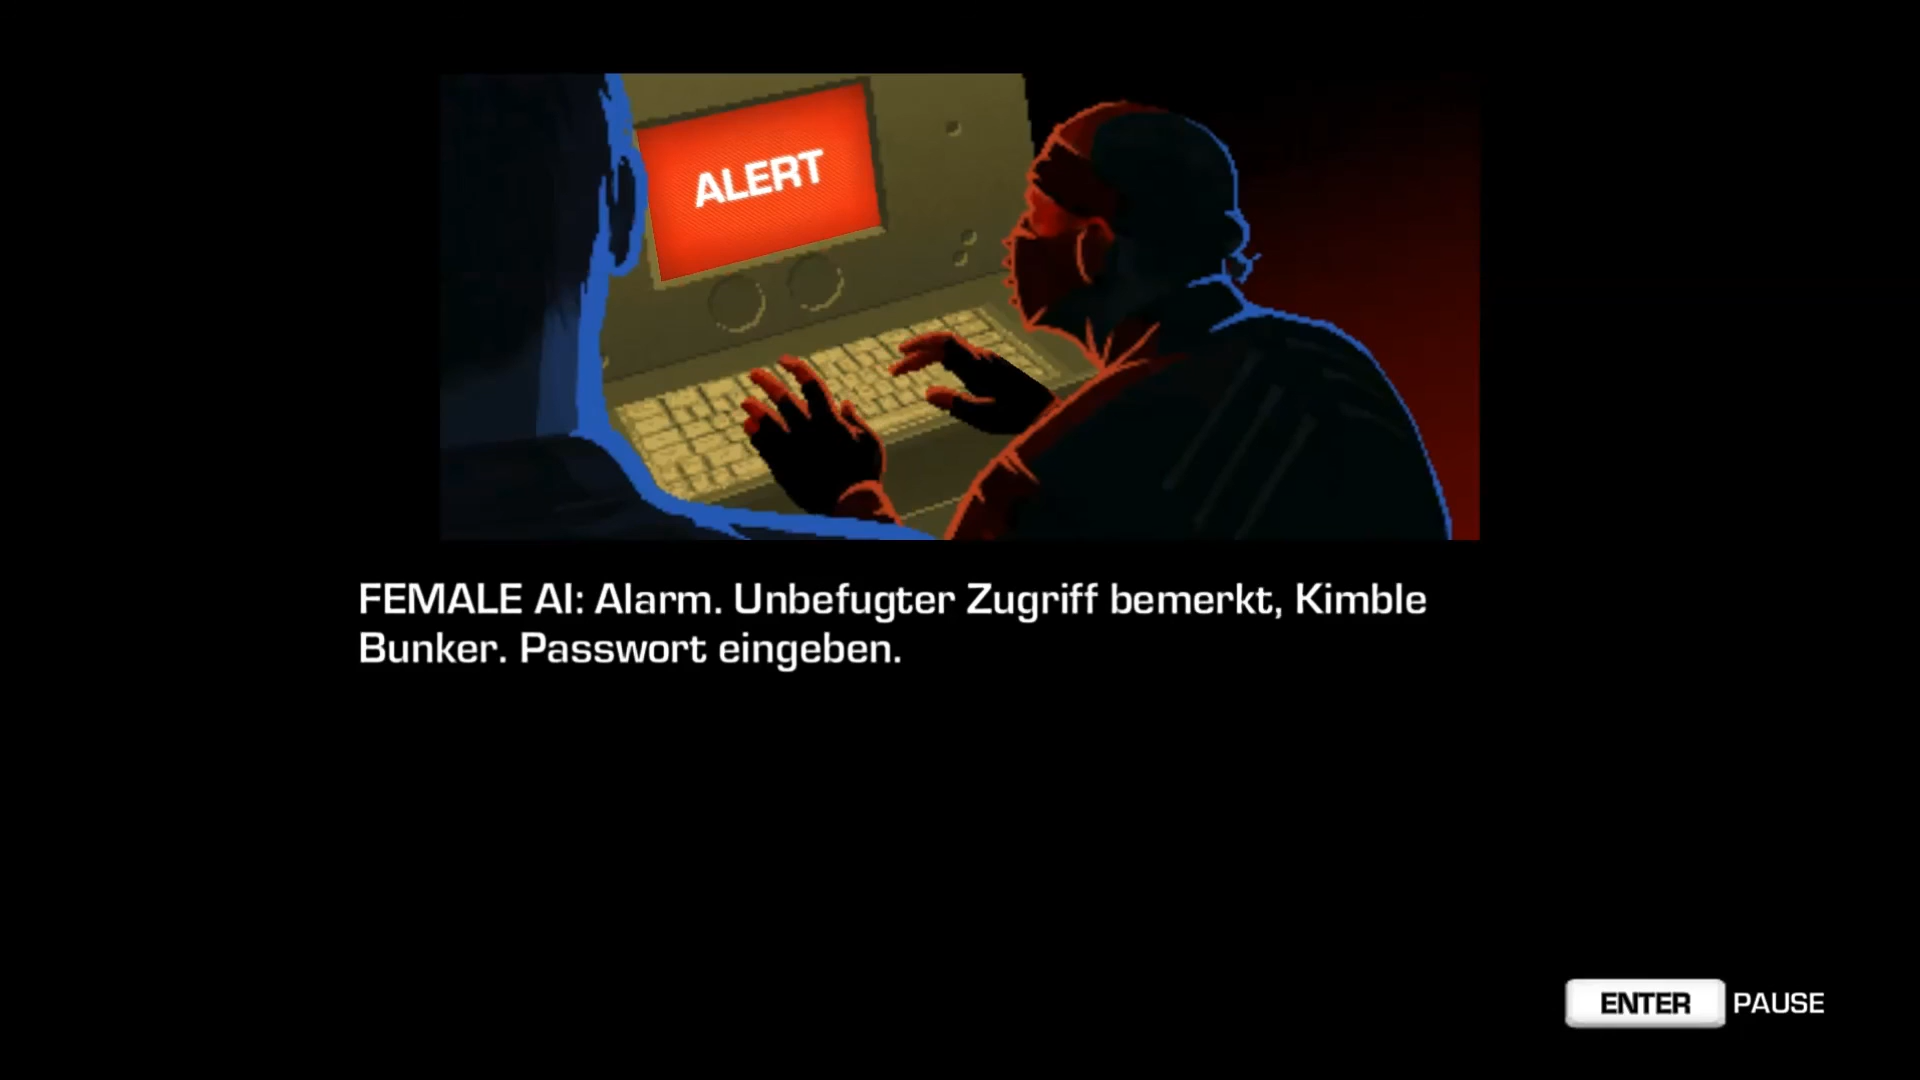 ALERT
FEMALE AI: Alarm. Unbefugter Zugriff bemerkt, Kimble
Bunker. Passwort eingeben.
ENTER PAUSE